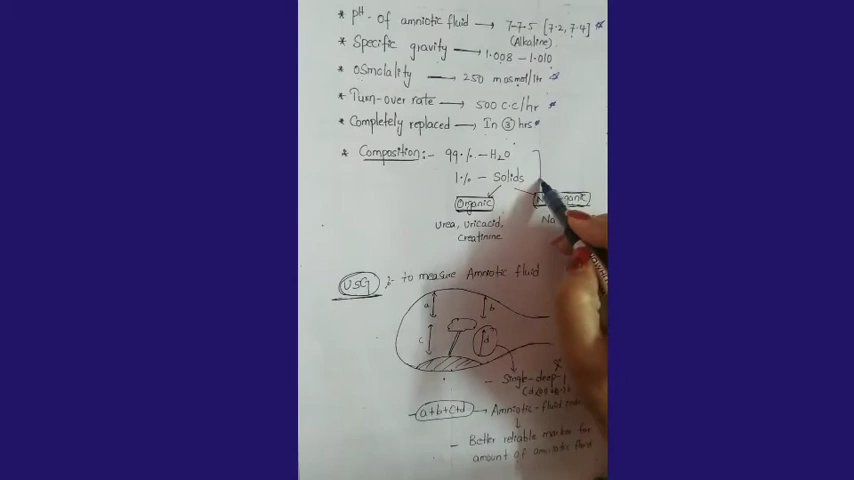 * pH - of amniotic fluid → 7-7.5 [7.2, 7.4] *
(Alkaline)
* Specific gravity → 1.008 - 1.010
* osmolality → 250 mosmol/ltr *
* Turn-over rate → 500 c.c/hr *
* Completely replaced → In ③ hrs *
* Composition :- 99.% - H2O
1.% - Solids
Organic
Urea, uricacid, Na
Creatinine
USG :- to measure Amniotic fluid
a b
c d
- Single-deep
a+b+c+d → Amniotic-fluid
- Better reliable marker for
amount of amniotic fluid